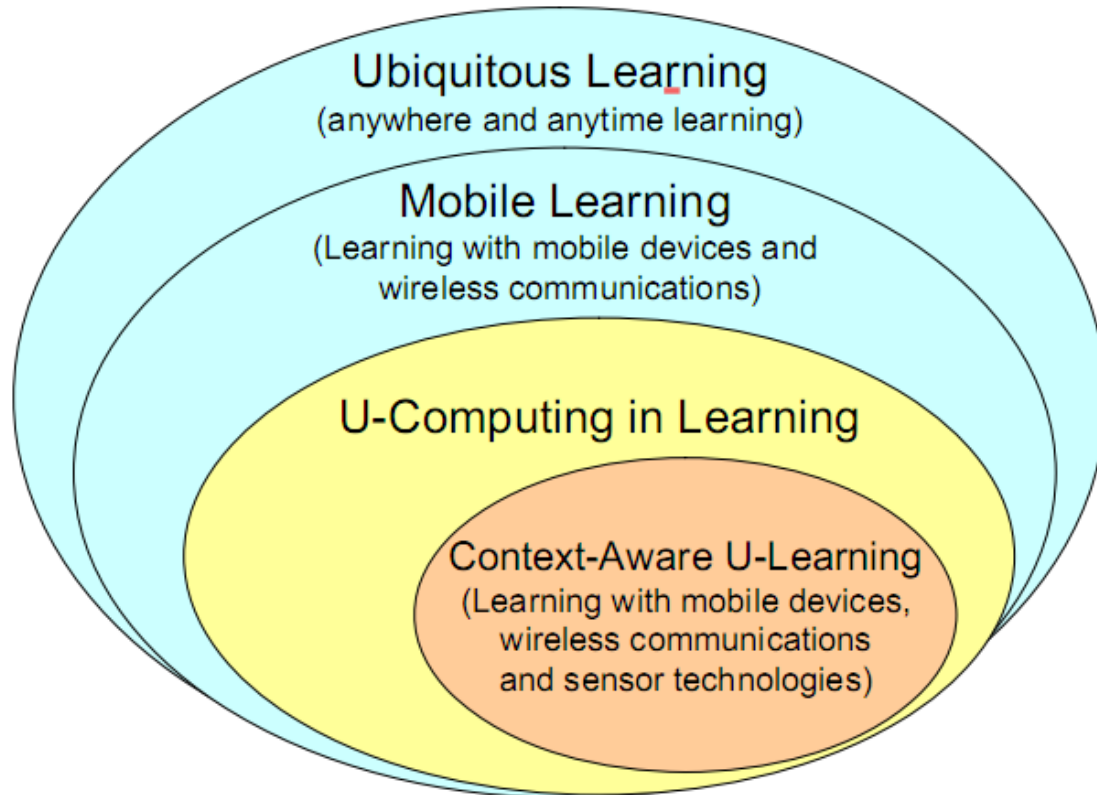 Ubiquitous Learning
(anywhere and anytime learning)
Mobile Learning
(Learning with mobile devices and
wireless communications)
U-Computing in Learning
Context-Aware U-Learning
(Learning with mobile devices,
wireless communications
and sensor technologies)